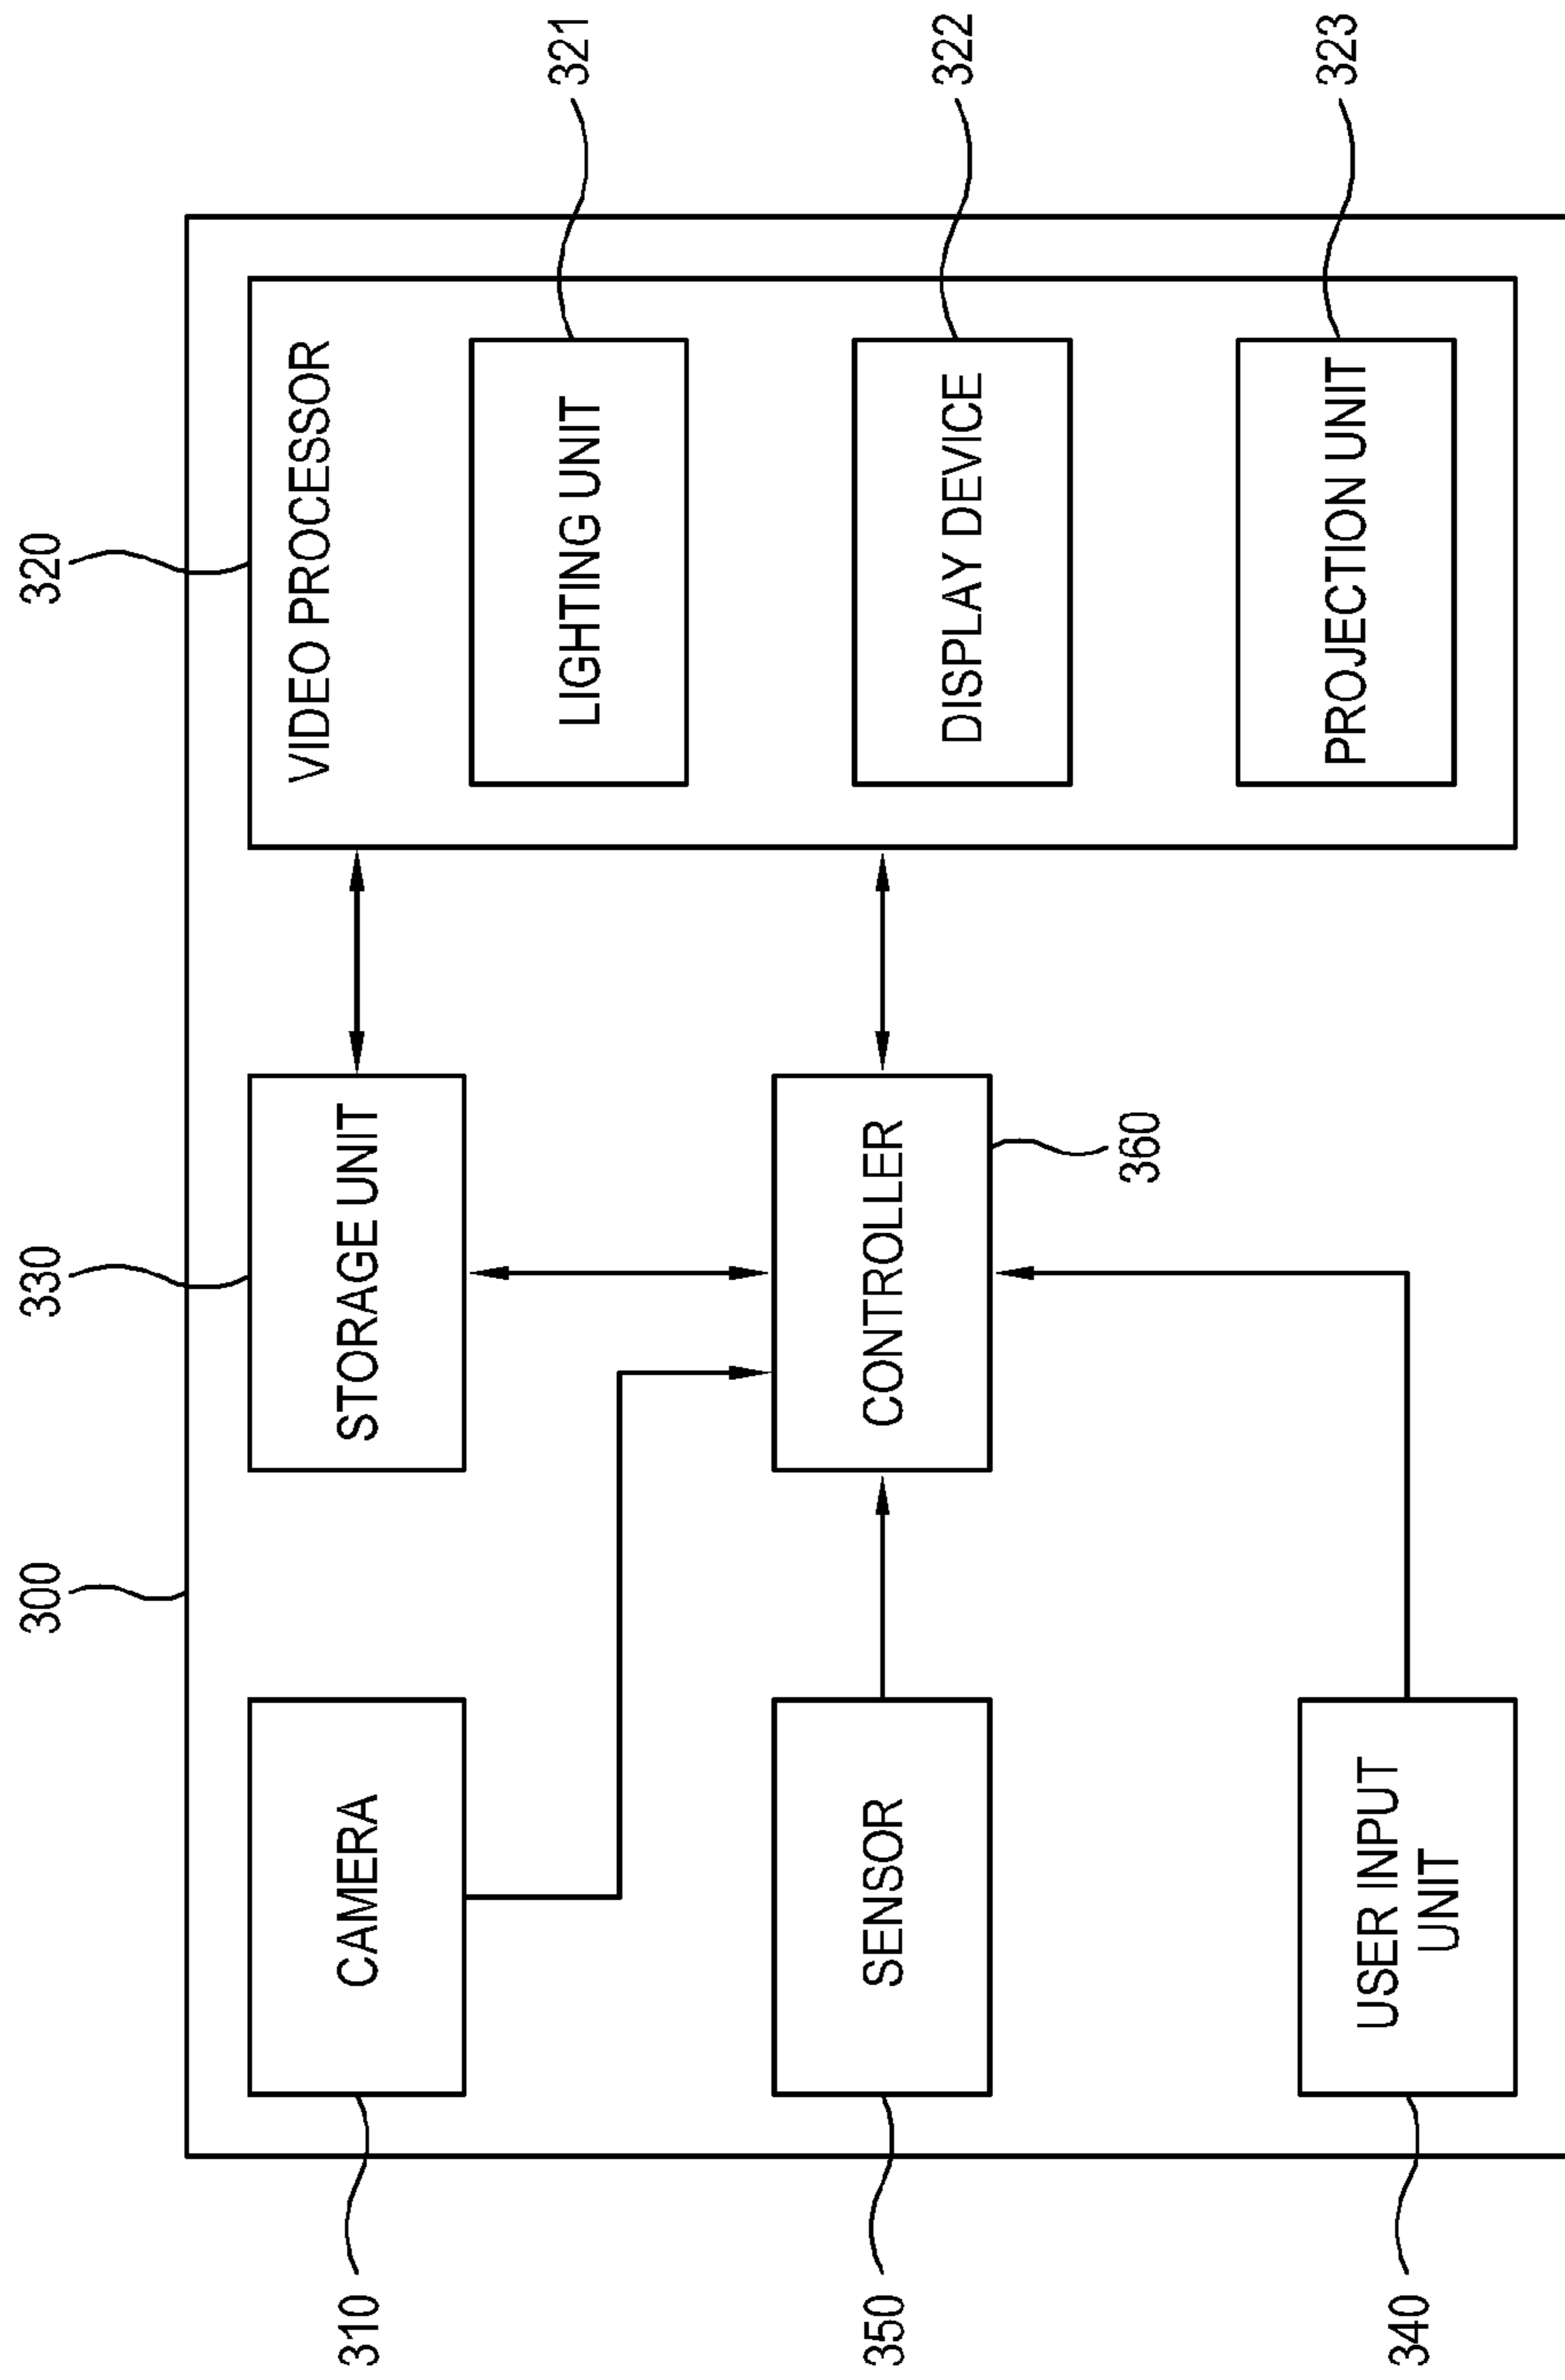 300
330
320
310
CAMERA
STORAGE UNIT
VIDEO PROCESSOR
LIGHTING UNIT
321
350
SENSOR
CONTROLLER
360
DISPLAY DEVICE
322
340
USER INPUT
UNIT
PROJECTION UNIT
323